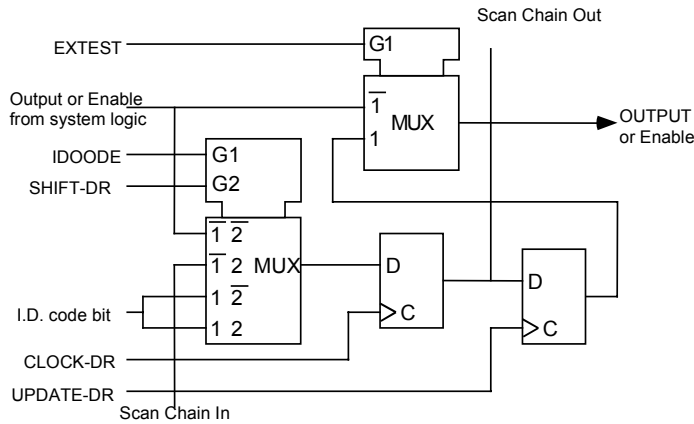 Scan Chain Out
EXTEST
G1
Output or Enable
from system logic
1
1
MUX
OUTPUT
or Enable
IDOODE
G1
SHIFT-DR
G2
1 2
1 2 MUX
1 2
1 2
I.D. code bit
D
C
D
C
CLOCK-DR
UPDATE-DR
Scan Chain In